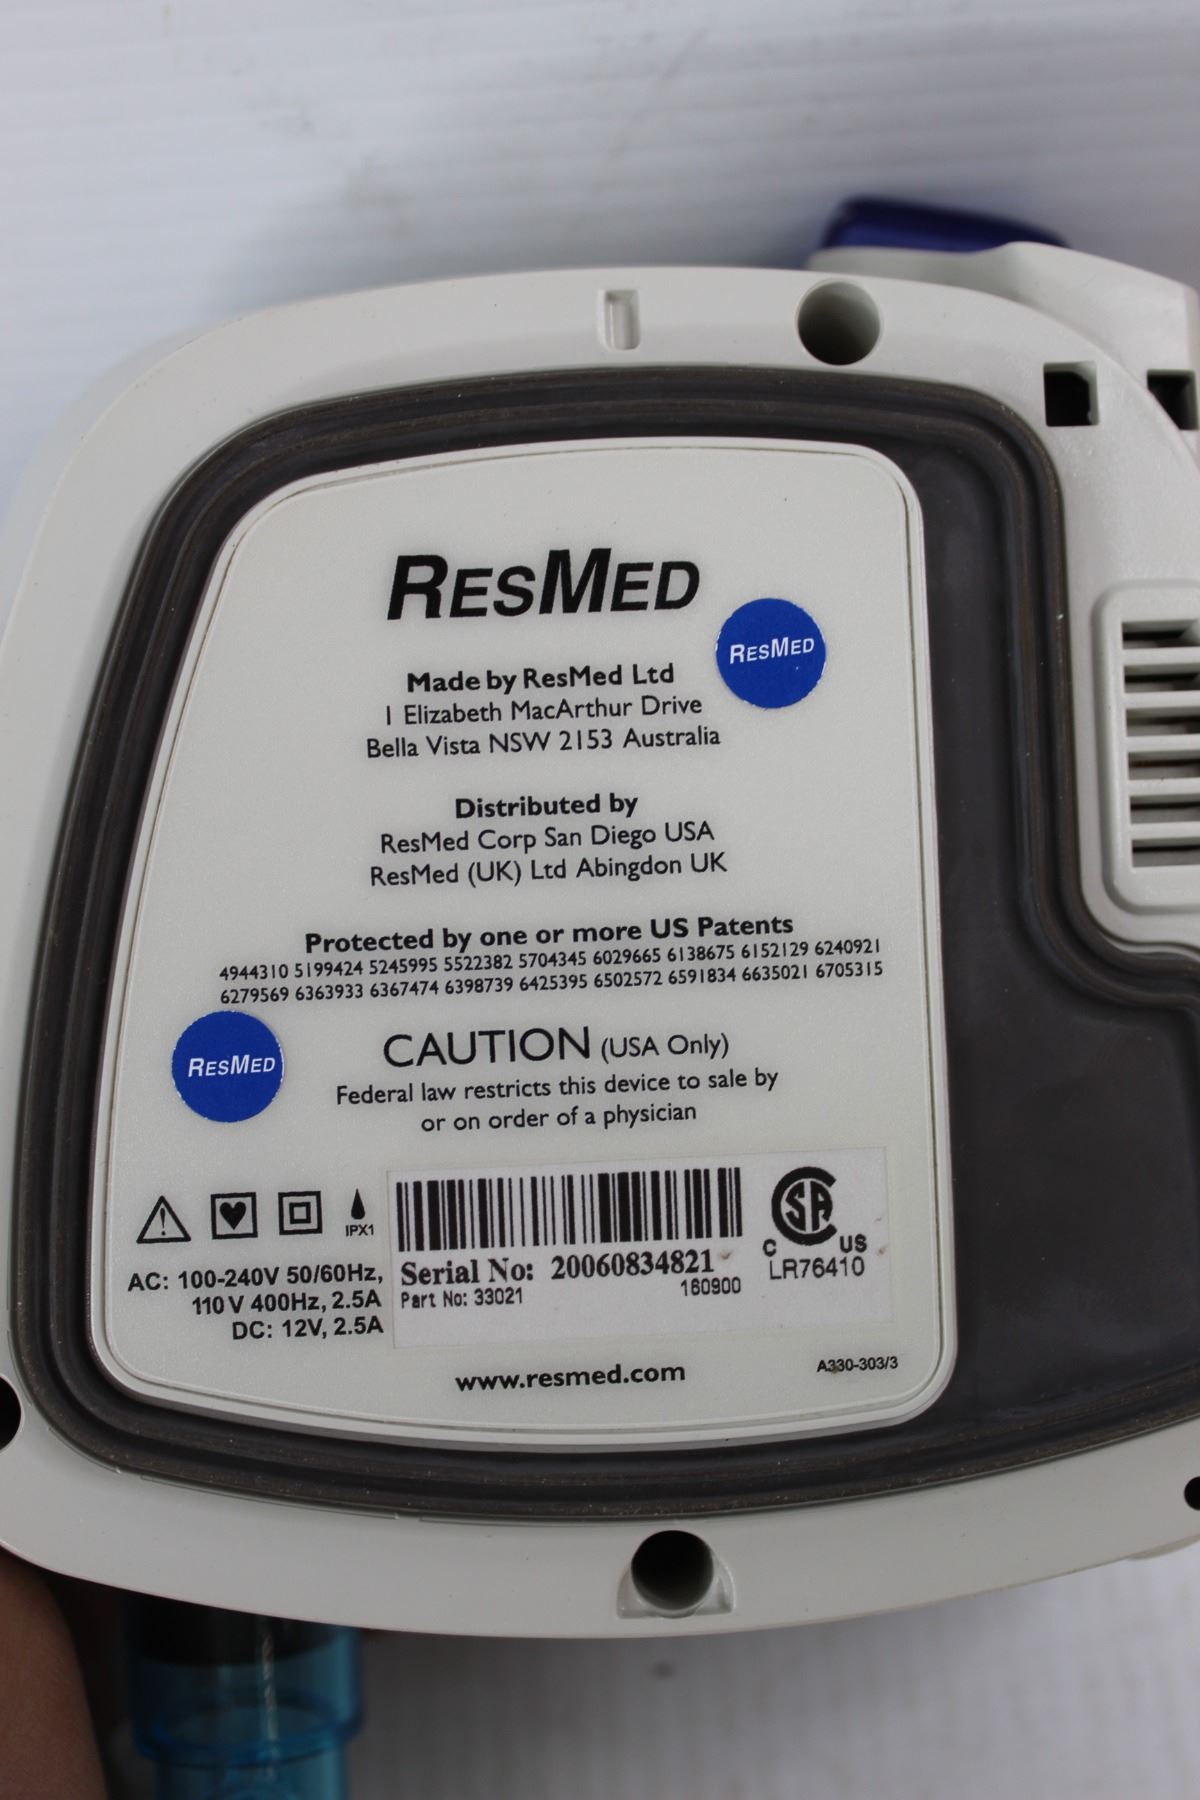 RESMED
RESMED
Made by ResMed Ltd
1 Elizabeth MacArthur Drive
Bella Vista NSW 2153 Australia
Distributed by
ResMed Corp San Diego USA
ResMed (UK) Ltd Abingdon UK
Protected by one or more US Patents
4944310 5199424 5245995 5522382 5704345 6029665 6138675 6152129 6240921
6279569 6363933 6367474 6398739 6425395 6502572 6591834 6635021 6705315
RESMED
CAUTION (USA Only)
Federal law restricts this device to sale by
or on order of a physician
IPX1
AC: 100-240V 50/60Hz,
110V 400Hz, 2.5A
DC: 12V, 2.5A
Serial No: 20060834821
Part No: 33021 160900
CSA
C US
LR76410
www.resmed.com
A330-303/3